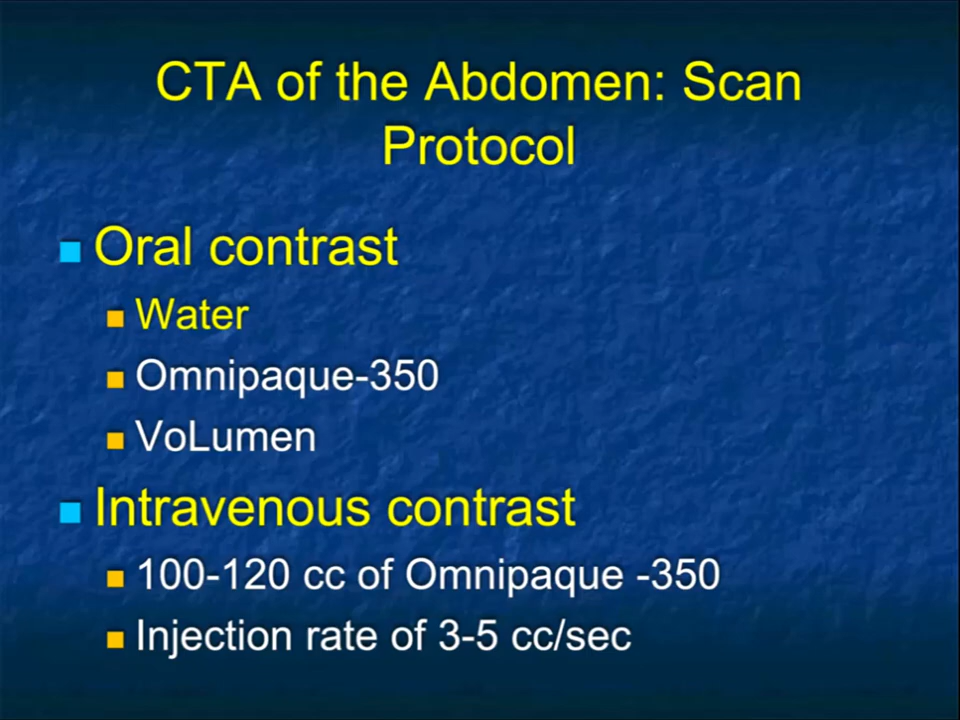 CTA of the Abdomen: Scan
Protocol
Oral contrast
Water
Omnipaque-350
VoLumen
Intravenous contrast
100-120 cc of Omnipaque -350
Injection rate of 3-5 cc/sec